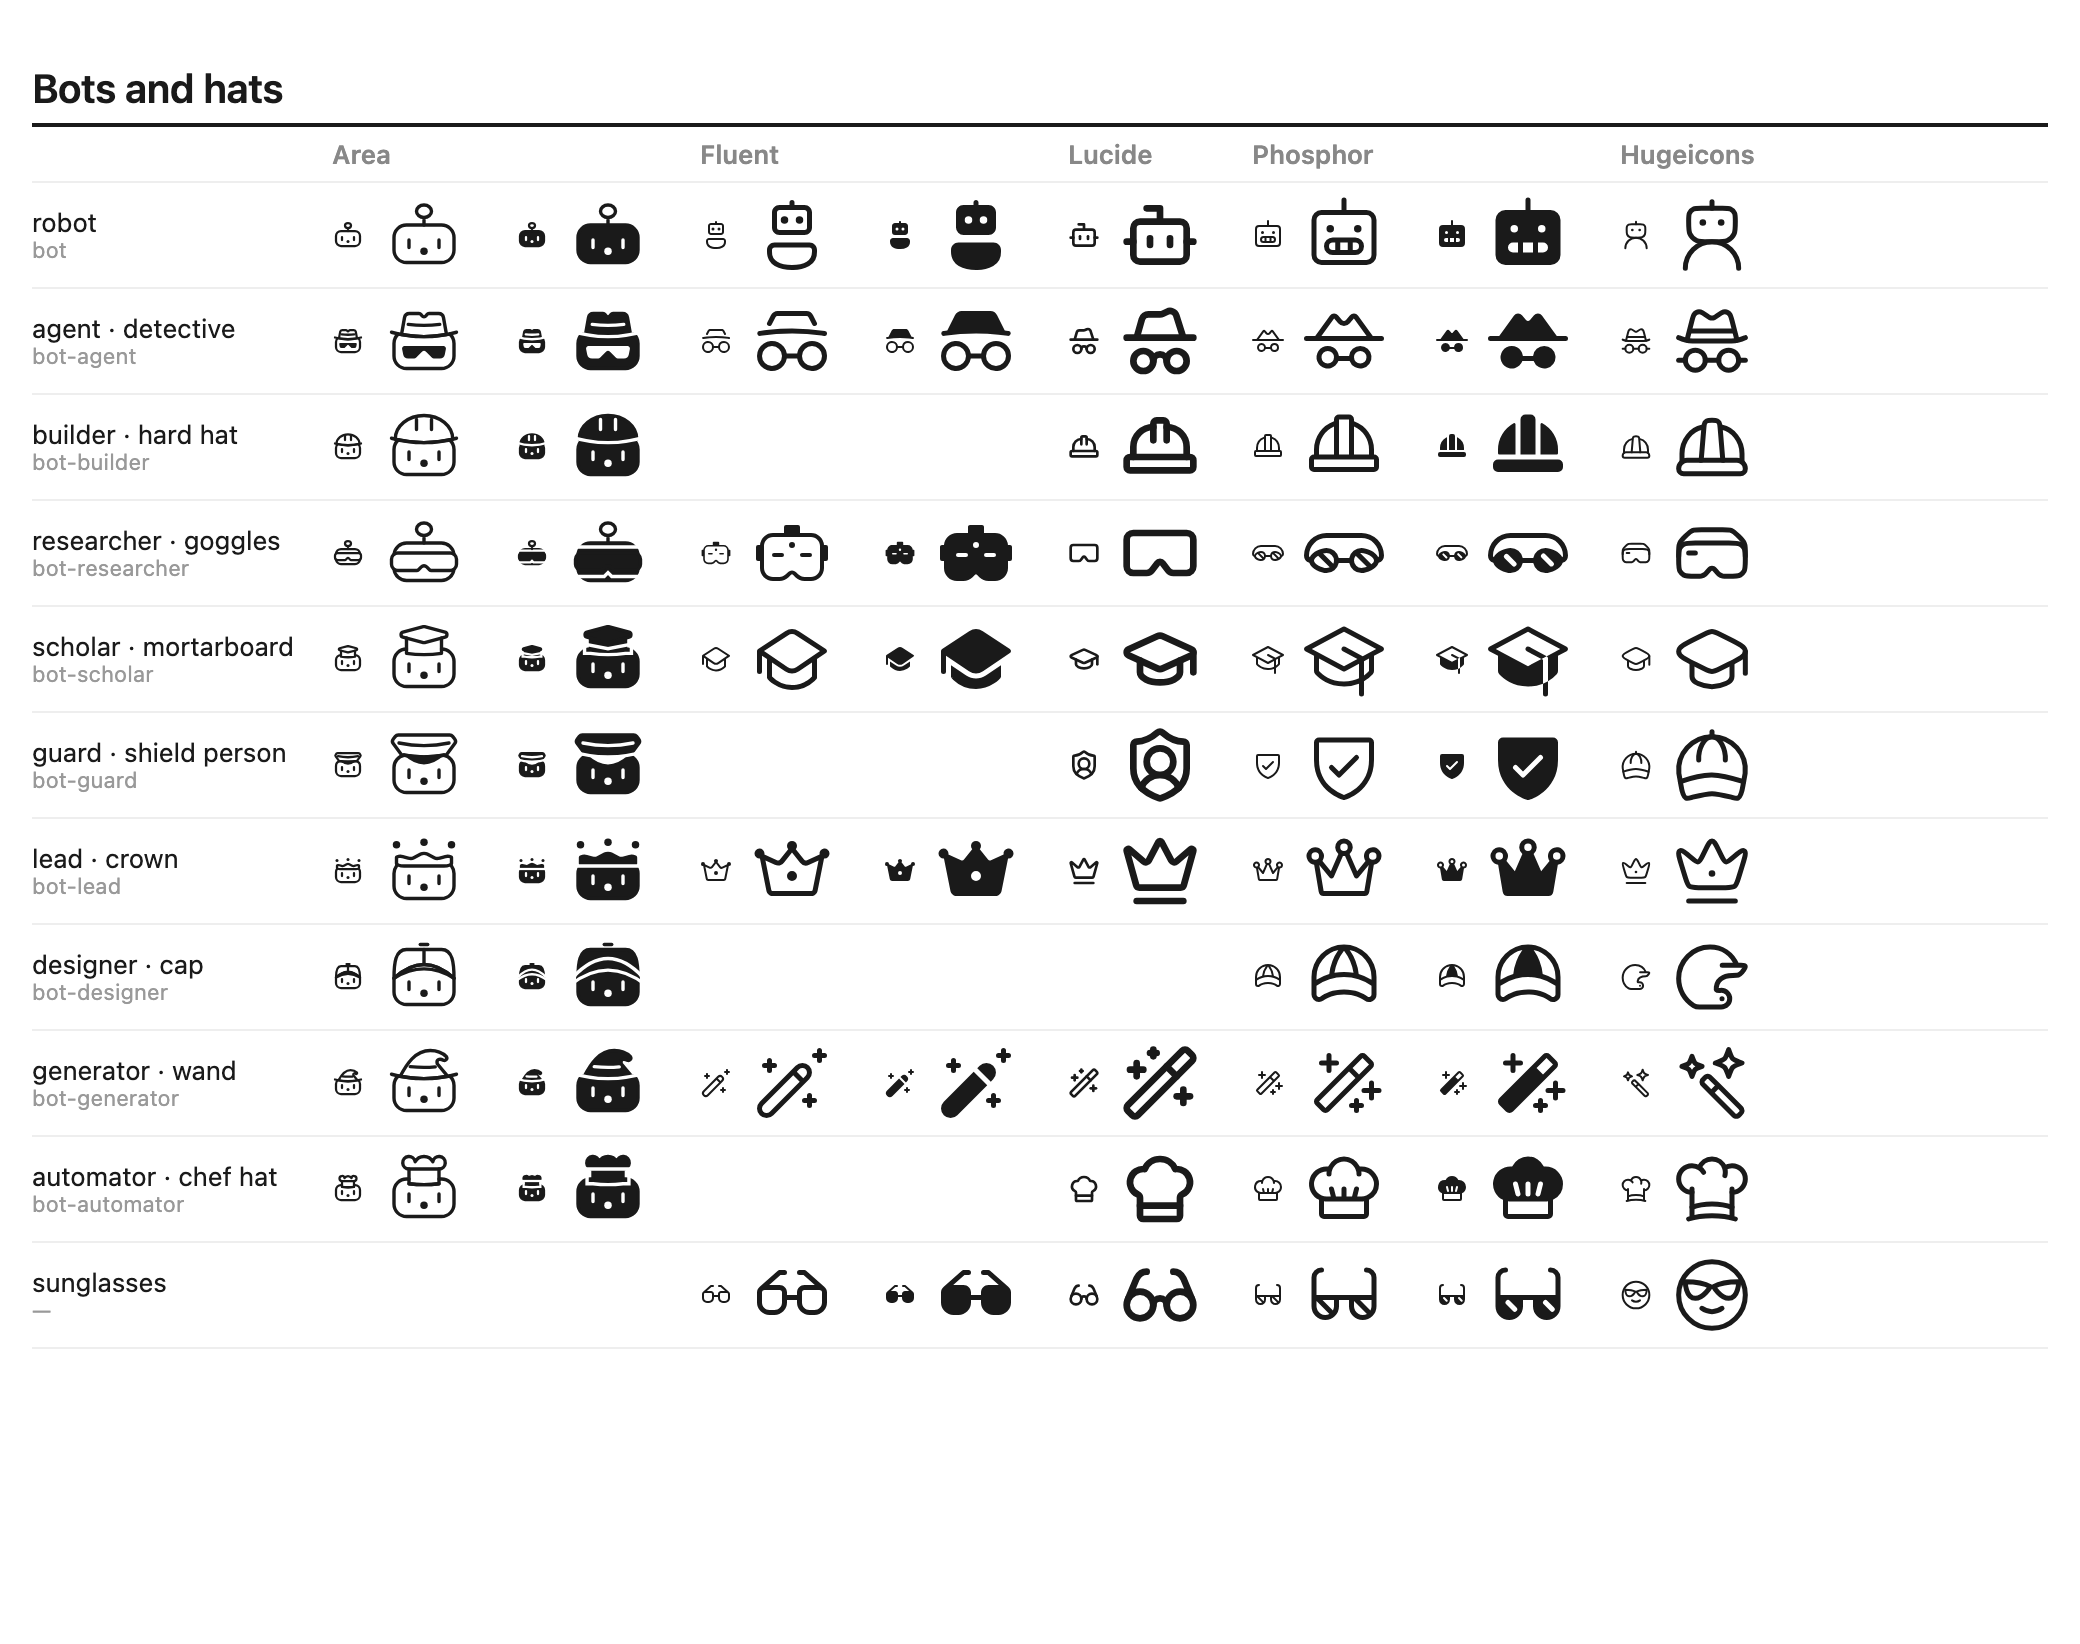 Bots and hats
Area Fluent Lucide Phosphor Hugeicons
robot
bot
agent · detective
bot-agent
builder · hard hat
bot-builder
researcher · goggles
bot-researcher
scholar · mortarboard
bot-scholar
guard · shield person
bot-guard
lead · crown
bot-lead
designer · cap
bot-designer
generator · wand
bot-generator
automator · chef hat
bot-automator
sunglasses
—